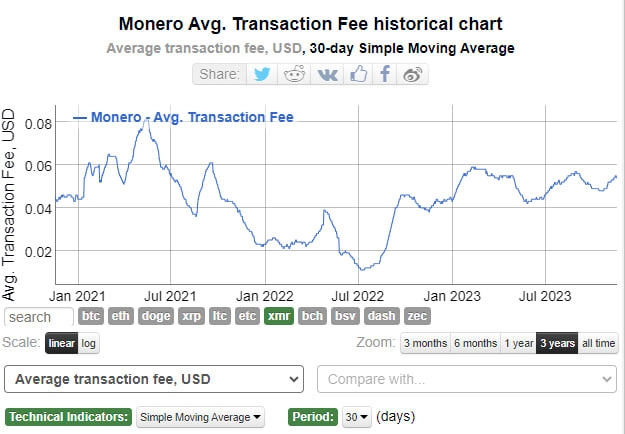 Monero Avg. Transaction Fee historical chart
Average transaction fee, USD, 30-day Simple Moving Average
Share:
Monero - Avg. Transaction Fee
Avg. Transaction Fee, USD
0.08
0.06
0.04
0.02
Jan 2021 Jul 2021 Jan 2022 Jul 2022 Jan 2023 Jul 2023
search btc eth doge xrp ltc etc xmr bch bsv dash zec
Scale: linear log Zoom: 3 months 6 months 1 year 3 years all time
Average transaction fee, USD Compare with...
Technical Indicators: Simple Moving Average Period: 30 (days)